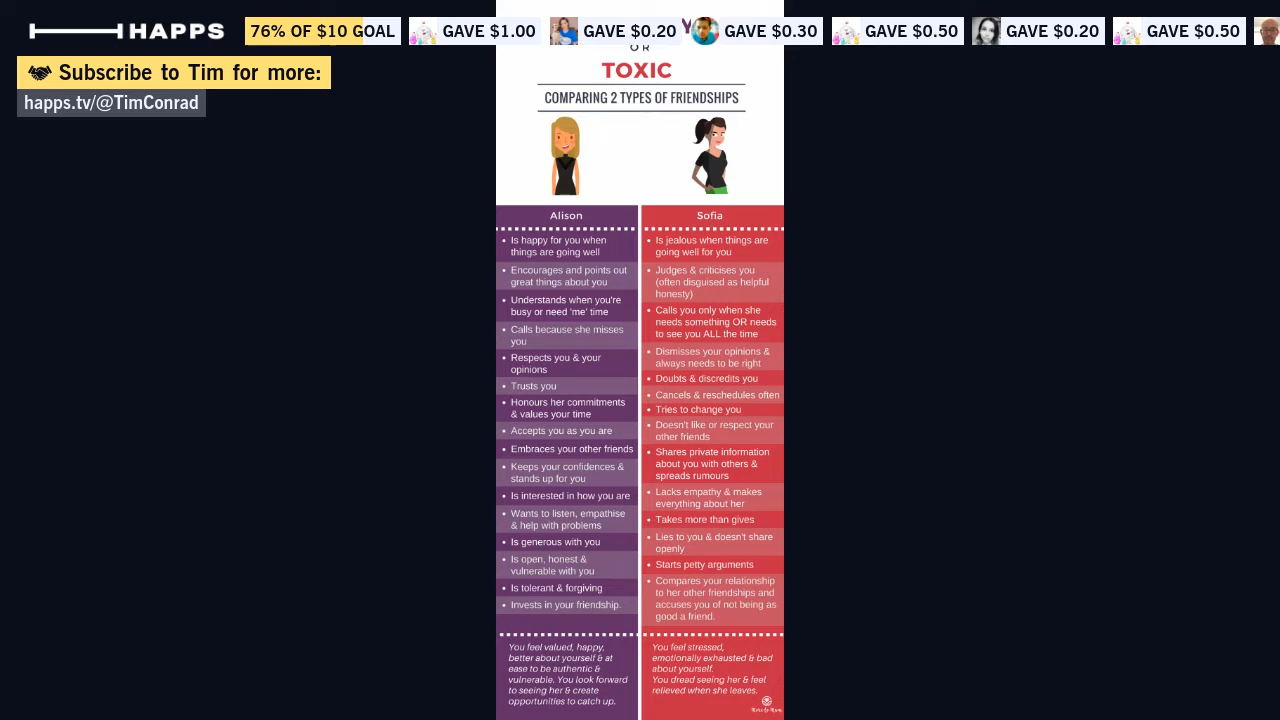 HAPPS
76% OF $10 GOAL
GAVE $1.00
GAVE $0.20
GAVE $0.30
GAVE $0.50
GAVE $0.20
GAVE $0.50
Subscribe to Tim for more:
happs.tv/@TimConrad
OR
TOXIC
COMPARING 2 TYPES OF FRIENDSHIPS
Alison
• Is happy for you when
things are going well
• Encourages and points out
great things about you
• Understands when you're
busy or need 'me' time
• Calls because she misses
you
• Respects you & your
opinions
• Trusts you
• Honours her commitments
& values your time
• Accepts you as you are
• Embraces your other friends
• Keeps your confidences &
stands up for you
• Is interested in how you are
• Wants to listen, empathise
& help with problems
• Is generous with you
• Is open, honest &
vulnerable with you
• Is tolerant & forgiving
• Invests in your friendship.
You feel valued, happy,
better about yourself & at
ease to be authentic &
vulnerable. You look forward
to seeing her & create
opportunities to catch up.
Sofia
• Is jealous when things are
going well for you
• Judges & criticises you
(often disguised as helpful
honesty)
• Calls you only when she
needs something OR needs
to see you ALL the time
• Dismisses your opinions &
always needs to be right
• Doubts & discredits you
• Cancels & reschedules often
• Tries to change you
• Doesn't like or respect your
other friends
• Shares private information
about you with others &
spreads rumours
• Lacks empathy & makes
everything about her
• Takes more than gives
• Lies to you & doesn't share
openly
• Starts petty arguments
• Compares your relationship
to her other friendships and
accuses you of not being as
good a friend.
You feel stressed,
emotionally exhausted & bad
about yourself.
You dread seeing her & feel
relieved when she leaves.